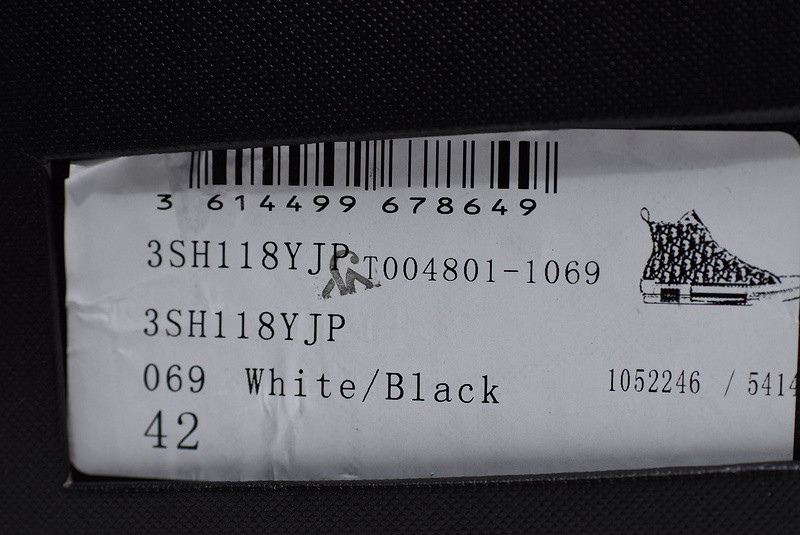 3 614499 678649
3SH118YJP T004801-1069
3SH118YJP
069 White/Black 1052246 / 5414
42